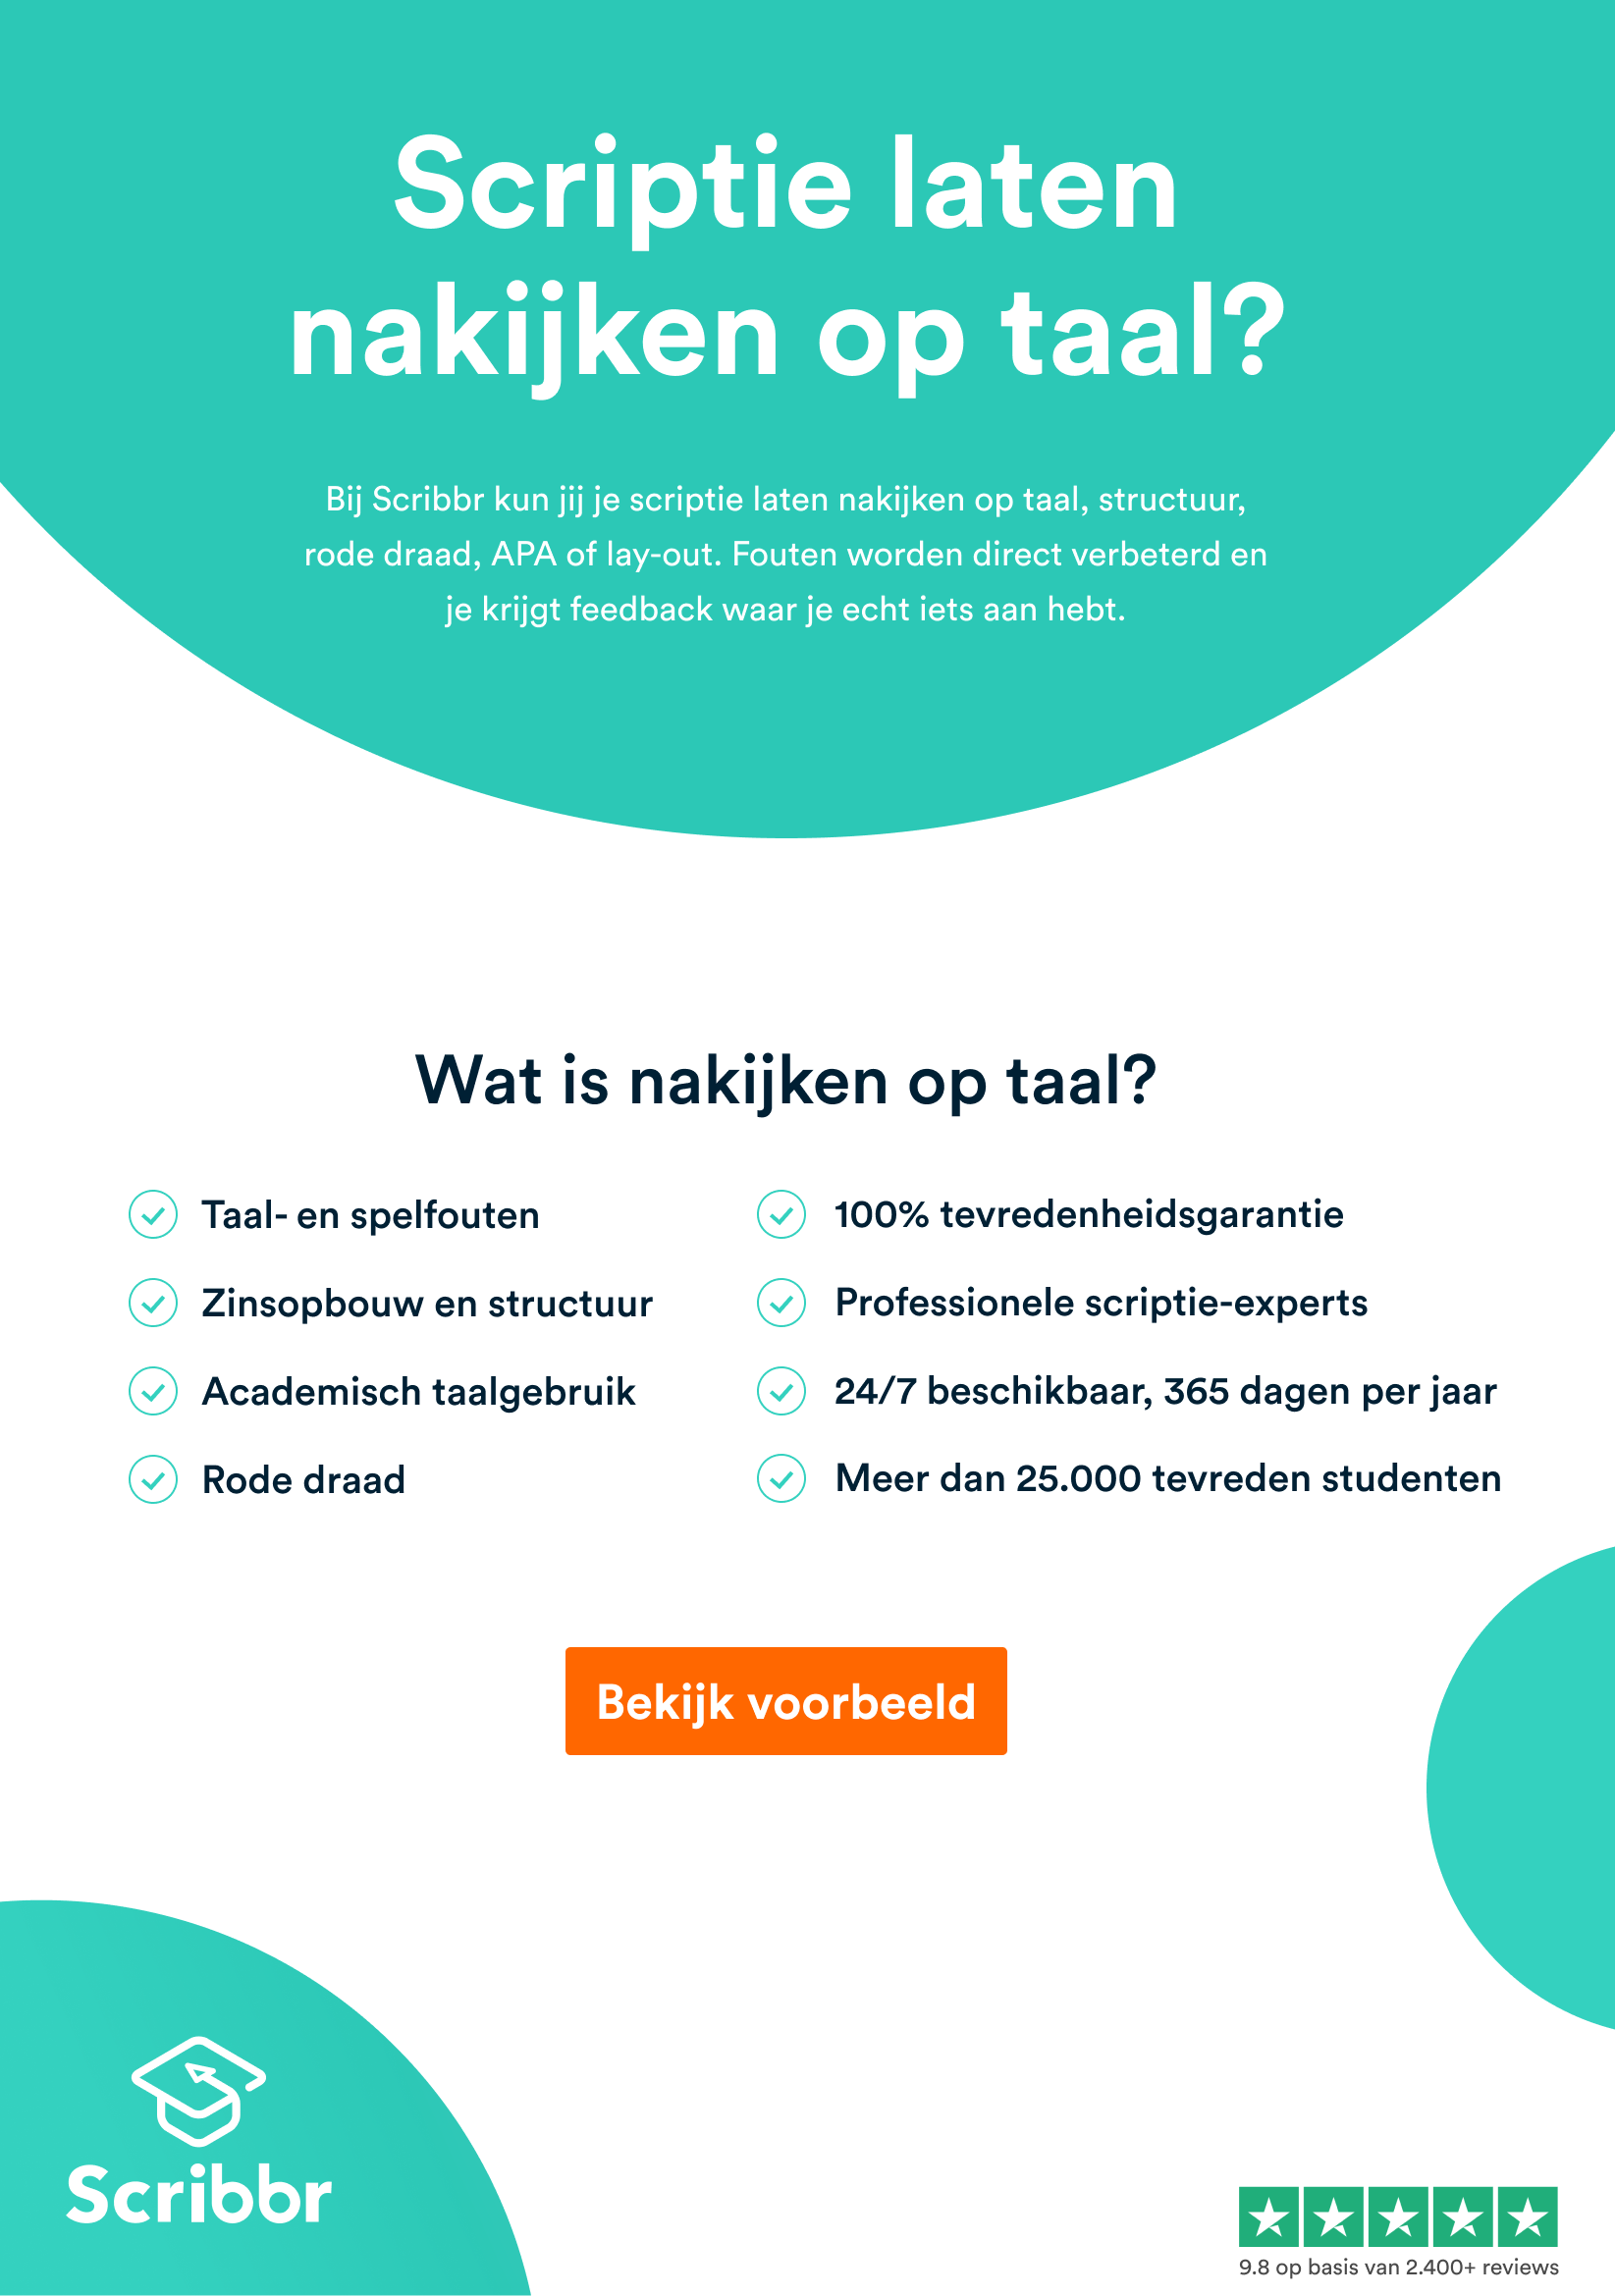 Scriptie laten
nakijken op taal?
Bij Scribbr kun jij je scriptie laten nakijken op taal, structuur,
rode draad, APA of lay-out. Fouten worden direct verbeterd en
je krijgt feedback waar je echt iets aan hebt.
Wat is nakijken op taal?
Taal- en spelfouten
Zinsopbouw en structuur
Academisch taalgebruik
Rode draad
100% tevredenheidsgarantie
Professionele scriptie-experts
24/7 beschikbaar, 365 dagen per jaar
Meer dan 25.000 tevreden studenten
Bekijk voorbeeld
Scribbr
9.8 op basis van 2.400+ reviews